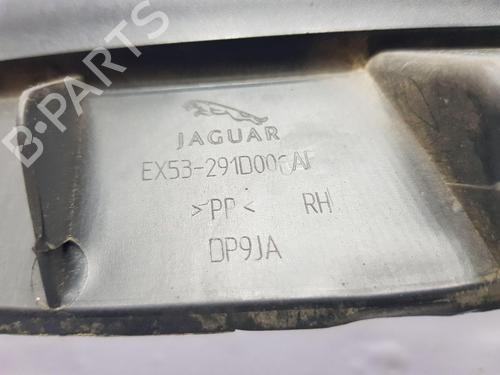 JAGUAR
EX53-291D006AF
>PP< RH
DP9JA
B-PARTS